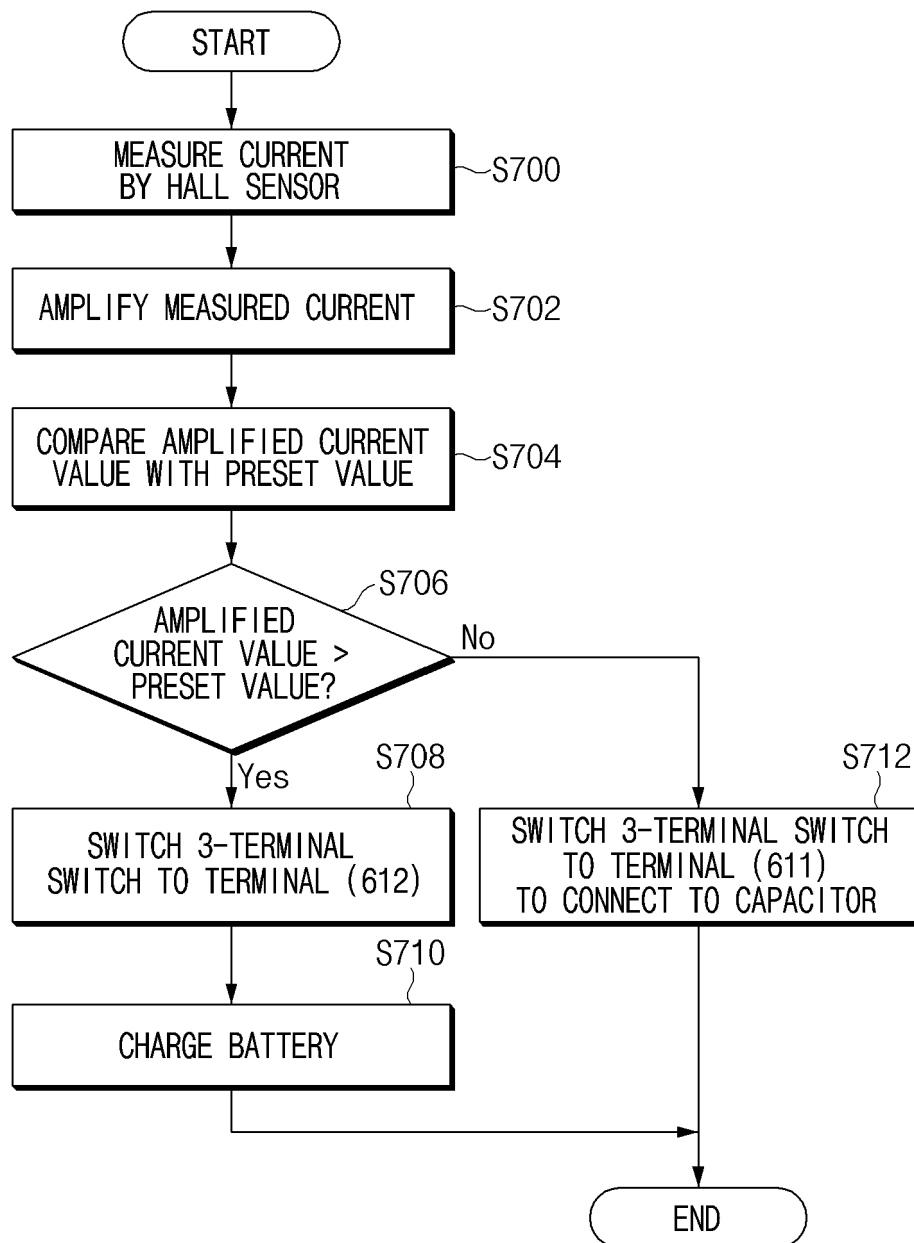 START
MEASURE CURRENT
BY HALL SENSOR
S700
AMPLIFY MEASURED CURRENT
S702
COMPARE AMPLIFIED CURRENT
VALUE WITH PRESET VALUE
S704
S706
AMPLIFIED
CURRENT VALUE >
PRESET VALUE?
No
Yes
S708
SWITCH 3-TERMINAL
SWITCH TO TERMINAL (612)
S712
SWITCH 3-TERMINAL SWITCH
TO TERMINAL (611)
TO CONNECT TO CAPACITOR
S710
CHARGE BATTERY
END